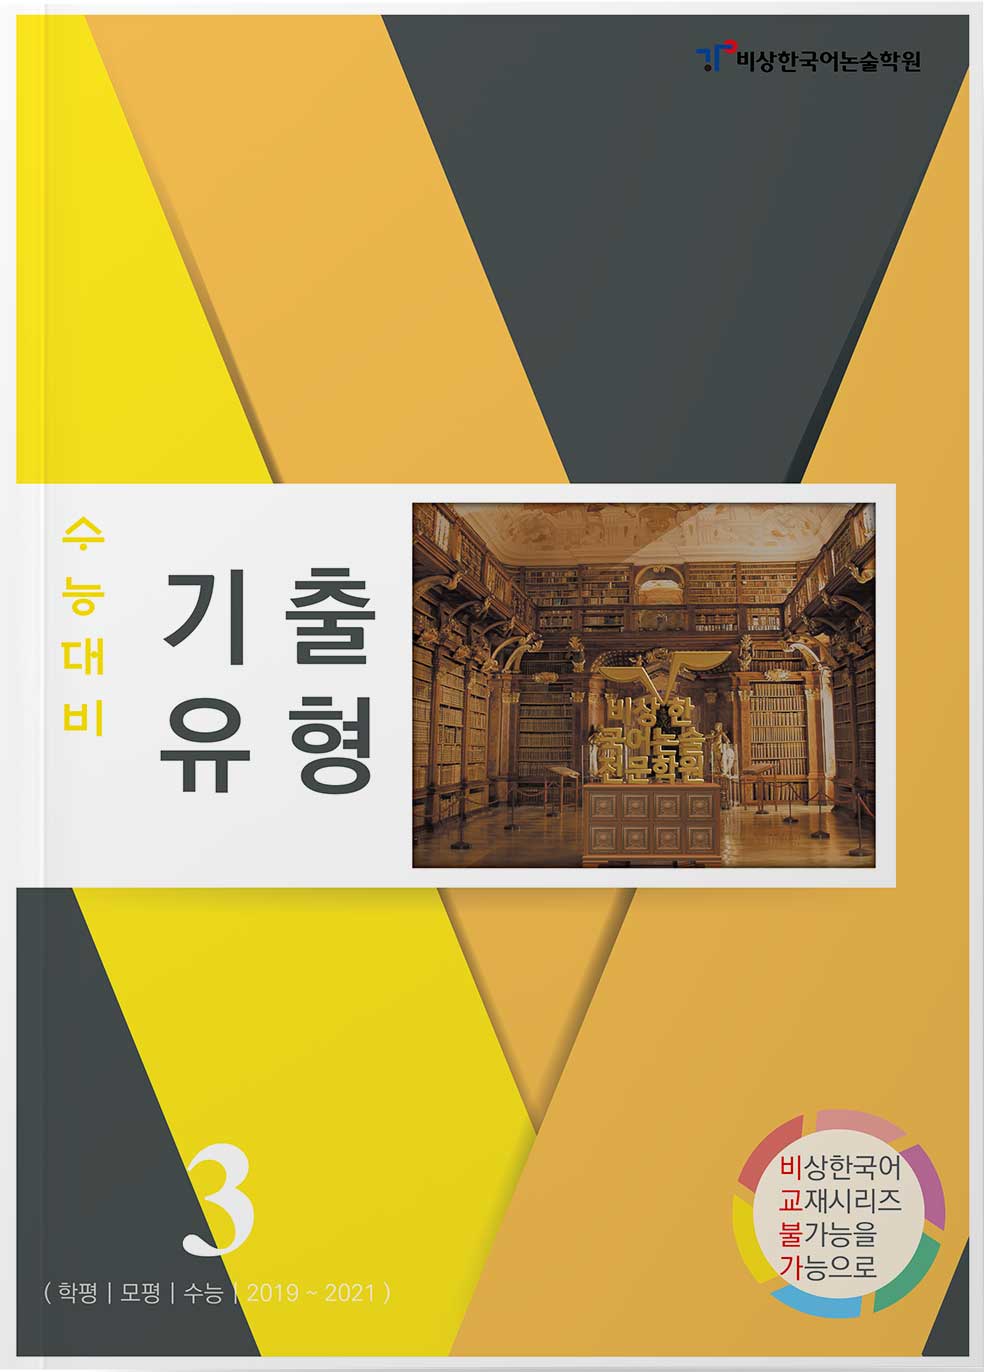 비상한국어논술학원
수능대비
기출
유형
비상한
국어논술
전문학원
3
( 학평 | 모평 | 수능 | 2019 ~ 2021 )
비상한국어
교재시리즈
불가능을
가능으로